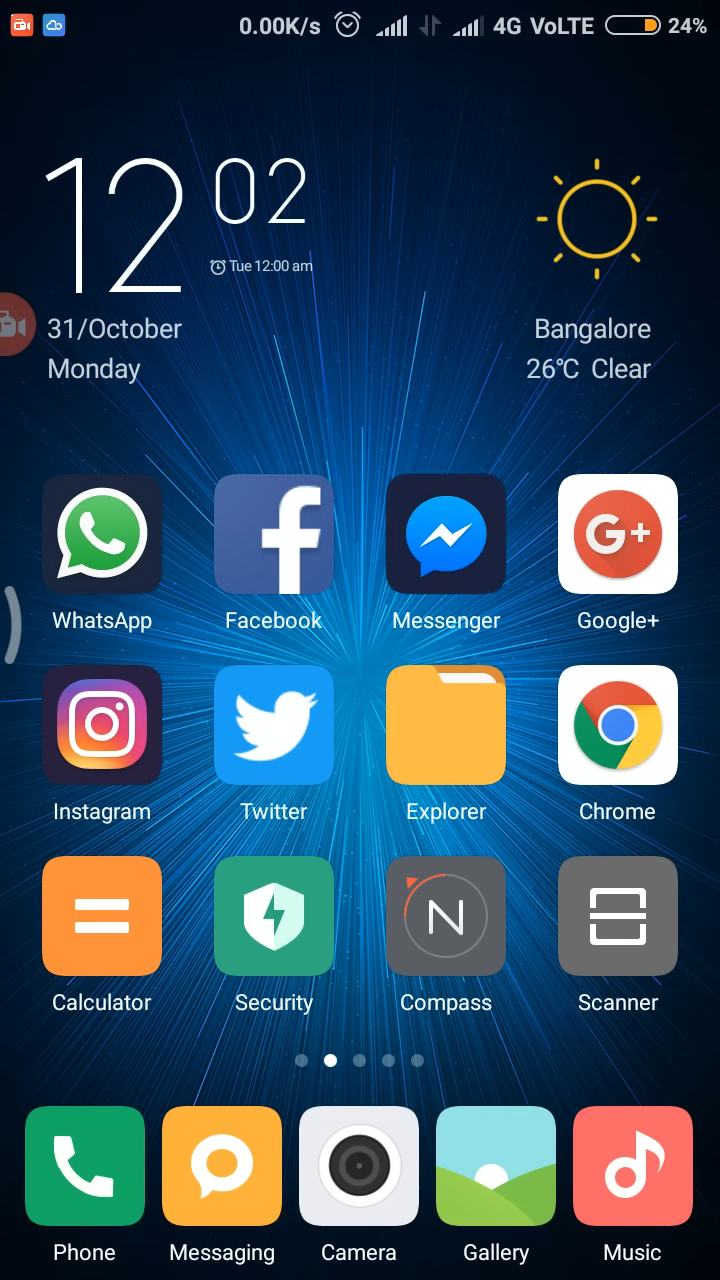 0.00K/s 4G VoLTE 24%
12 02
Tue 12:00 am
31/October
Monday
Bangalore
26℃ Clear
WhatsApp Facebook Messenger Google+
Instagram Twitter Explorer Chrome
Calculator Security Compass Scanner
Phone Messaging Camera Gallery Music